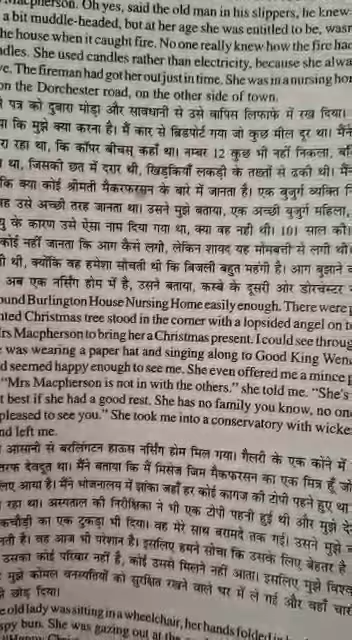 Macpherson. Oh yes, said the old man in his slippers, he knew
a bit muddle-headed, but at her age she was entitled to be, wasn
he house when it caught fire. No one really knew how the fire had
dles. She used candles rather than electricity, because she alwa
ve. The fireman had got her out just in time. She was in a nursing hom
on the Dorchester road, on the other side of town.
पत्र को दुबारा मोड़ा और सावधानी से उसे वापिस लिफाफे में रख दिया।
कि मुझे क्या करना है। मैं कार से ब्रिडपोर्ट गया जो कुछ मील दूर था। मैंने
रा रहा था, कि कॉपर बीचस् कहाँ था। नम्बर 12 कुछ भी नहीं निकला,
था, जिसकी छत में दरार थी, खिड़कियाँ लकड़ी के तख्तों से ढकी थी। मैंने
कि क्या कोई श्रीमती मैकफरसन के बारे में जानता है। एक बुजुर्ग व्यक्ति
वह उसे अच्छी तरह जानता था। उसने मुझे बताया, एक अच्छी बुजुर्ग महिला,
यु के कारण उसे ऐसा नाम दिया गया था, क्या वह नही थी। 101 साल की।
कोई नहीं जानता कि आग कैसे लगी, लेकिन शायद यह मोमबत्ती से लगी थी।
थी, क्योंकि वह हमेशा सोचती थी कि बिजली बहुत महंगी है। आग बुझाने व
अब एक नर्सिंग होम में है, उसने बताया, कस्बे के दूसरी ओर डोरचेस्टर
ound Burlington House Nursing Home easily enough. There were p
nted Christmas tree stood in the corner with a lopsided angel on t
rs Macpherson to bring her a Christmas present. I could see throug
was wearing a paper hat and singing along to Good King Wen
d seemed happy enough to see me. She even offered me a mince p
"Mrs Macpherson is not in with the others." she told me. "She's
t best if she had a good rest. She has no family you know, no one
pleased to see you." She took me into a conservatory with wicke
nd left me.
आसानी से बरलिंगटन हाऊस नर्सिंग होम मिल गया। गैलरी के एक कोने में
तरफ देवदूत था। मैंने बताया कि मैं मिसेज जिम मैकफरसन का एक मित्र हूँ जो
लिए आया है। मैंने भोजनालय में झांका जहाँ हर कोई कागज की टोपी पहने हुए था
रहा था। अस्पताल की निरीक्षिका ने भी एक टोपी पहनी हुई थी और मुझे देख
कचौड़ी का एक टुकड़ा भी दिया। वह मेरे साथ बरामदे तक गई। उसने मुझे
नती है। वह आज भी परेशान है। इसलिए हमने सोचा कि उसके लिए बेहतर है
उसका कोई परिवार नहीं है, कोई उससे मिलने नहीं आता। इसलिए मुझे विश्व
मुझे कोमल वनस्पतियों को सुरक्षित रखने वाले घर में ले गई और वहाँ चारों
छोड़ दिया।
e old lady was sitting in a wheelchair, her hands folded in
spy bun. She was gazing out at the